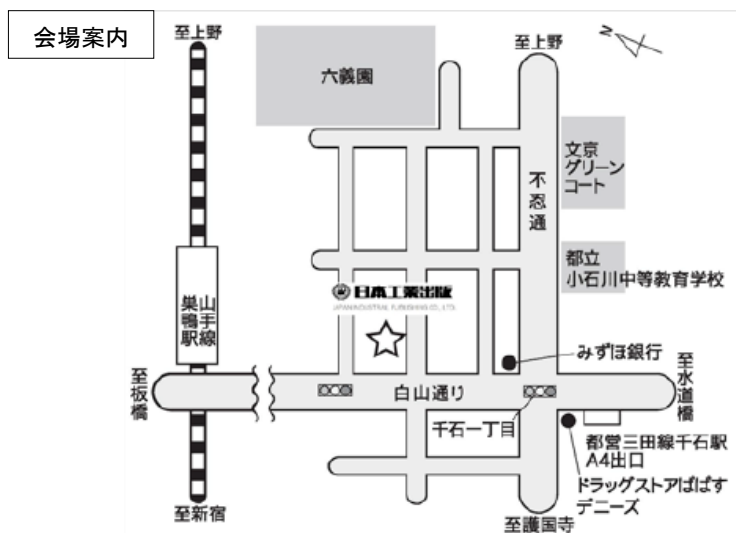 会場案内
至上野
至上野
N
六義園
文京
グリーン
コート
不忍通
都立
小石川中等教育学校
日本工業出版
JAPAN INDUSTRIAL PUBLISHING CO., LTD.
山手線
巣鴨駅
みずほ銀行
至板橋
白山通り
至水道橋
千石一丁目
都営三田線千石駅
A4出口
ドラッグストアぱぱす
デニーズ
至新宿
至護国寺